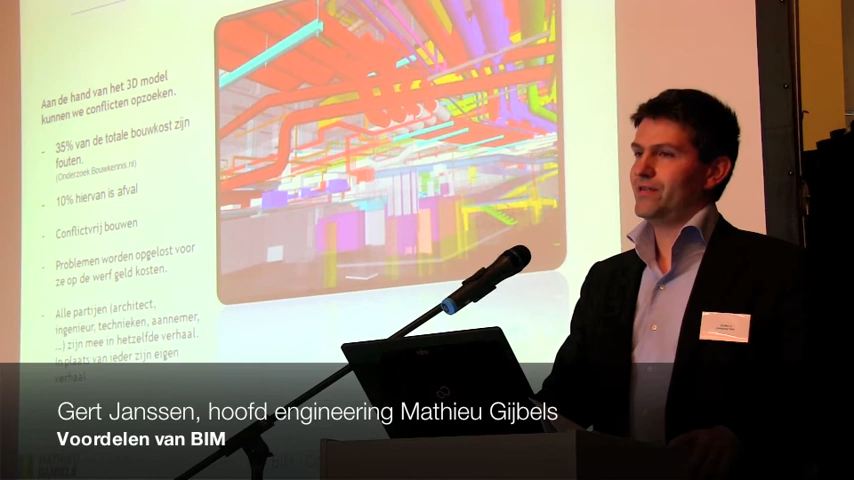 Aan de hand van het 3D model
kunnen we conflicten opzoeken.
- 35% van de totale bouwkost zijn
fouten.
(Onderzoek Bouwkennis.nl)
- 10% hiervan is afval
- Conflictvrij bouwen
- Problemen worden opgelost voor
ze op de werf geld kosten.
- Alle partijen (architect,
ingenieur, technieken, aannemer,
...) zijn mee in hetzelfde verhaal.
In plaats van ieder zijn eigen
verhaal
Gert Janssen, hoofd engineering Mathieu Gijbels
Voordelen van BIM